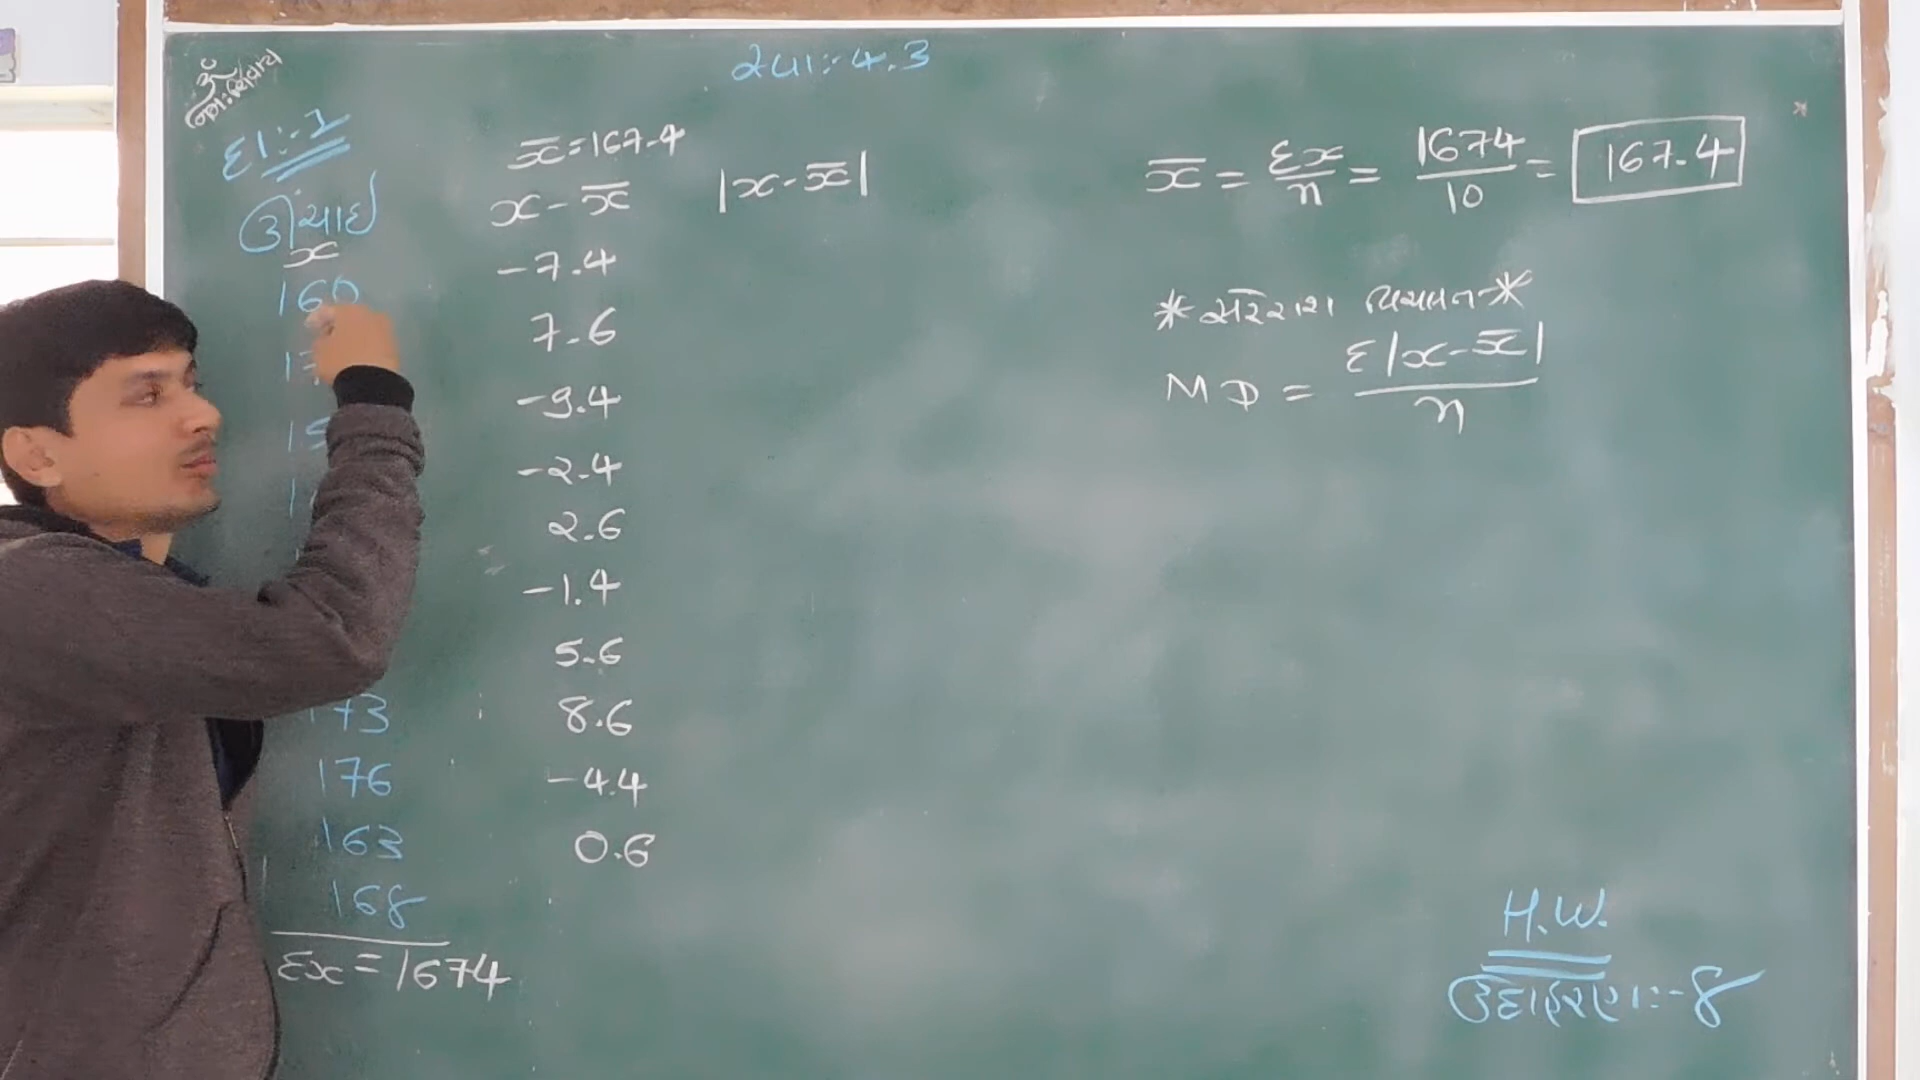 ૐ
નમઃ શિવાય
સ્વા :- 4.3
દા :- 1
ઊંચાઈ
x
160
173
176
163
168
Σx = 1674
x̄ = 167.4
x - x̄
-7.4
7.6
-9.4
-2.4
2.6
-1.4
5.6
8.6
-4.4
0.6
|x - x̄|
x̄ = Σx/n = 1674/10 = 167.4
* સરેરાશ વિચલન *
MD = Σ|x - x̄|/n
H.W.
ઉદાહરણ :- 8